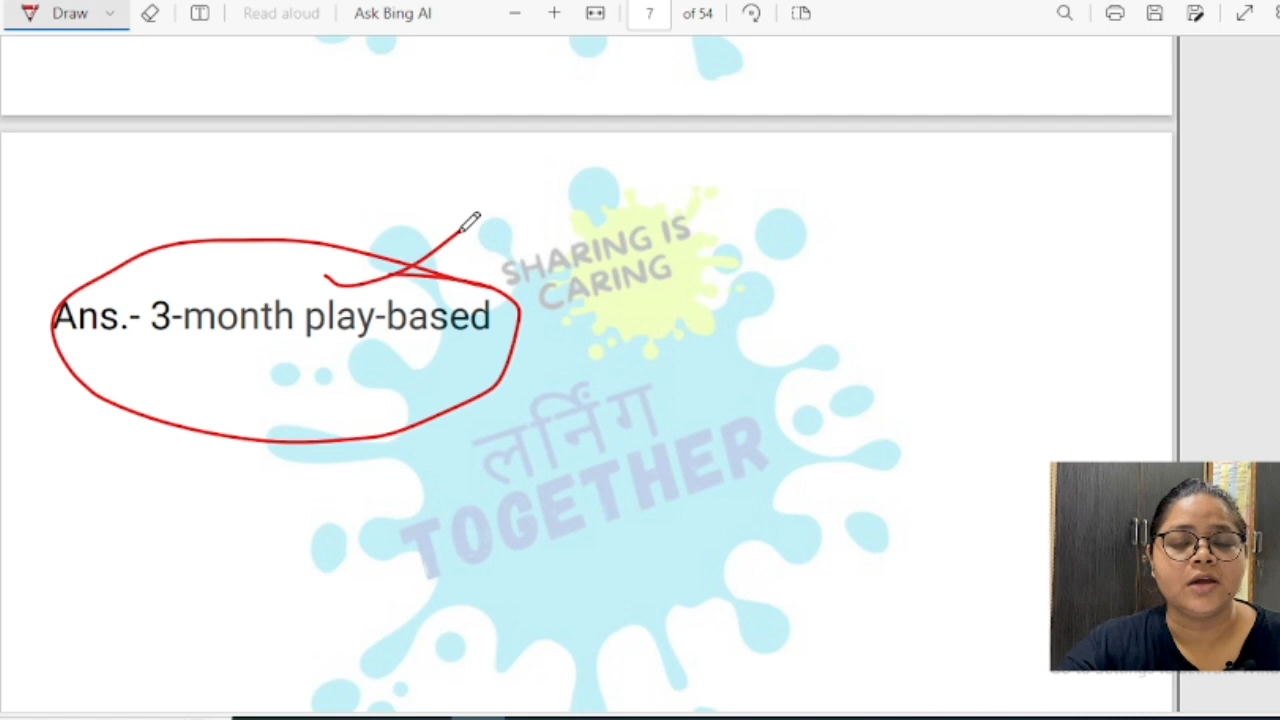 Draw
Read aloud
Ask Bing AI
7 of 54
SHARING IS
CARING
Ans.- 3-month play-based
लर्निंग
TOGETHER